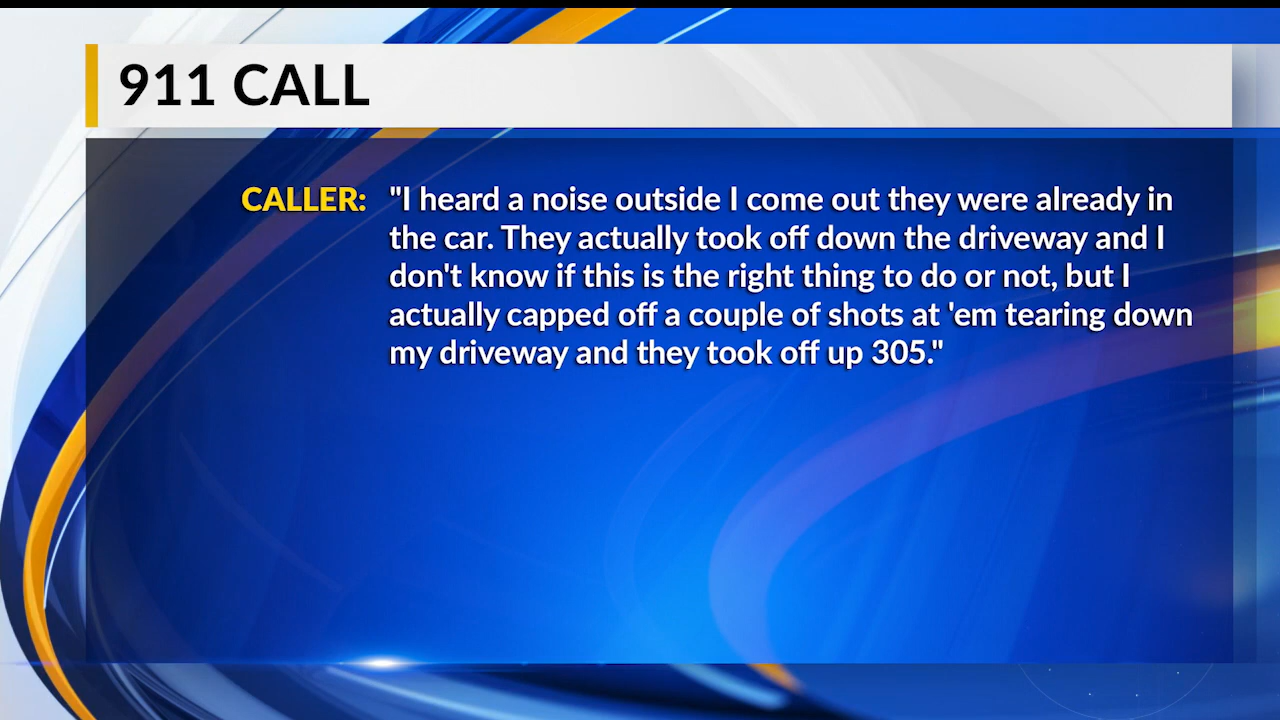 911 CALL
CALLER: "I heard a noise outside I come out they were already in
the car. They actually took off down the driveway and I
don't know if this is the right thing to do or not, but I
actually capped off a couple of shots at 'em tearing down
my driveway and they took off up 305."